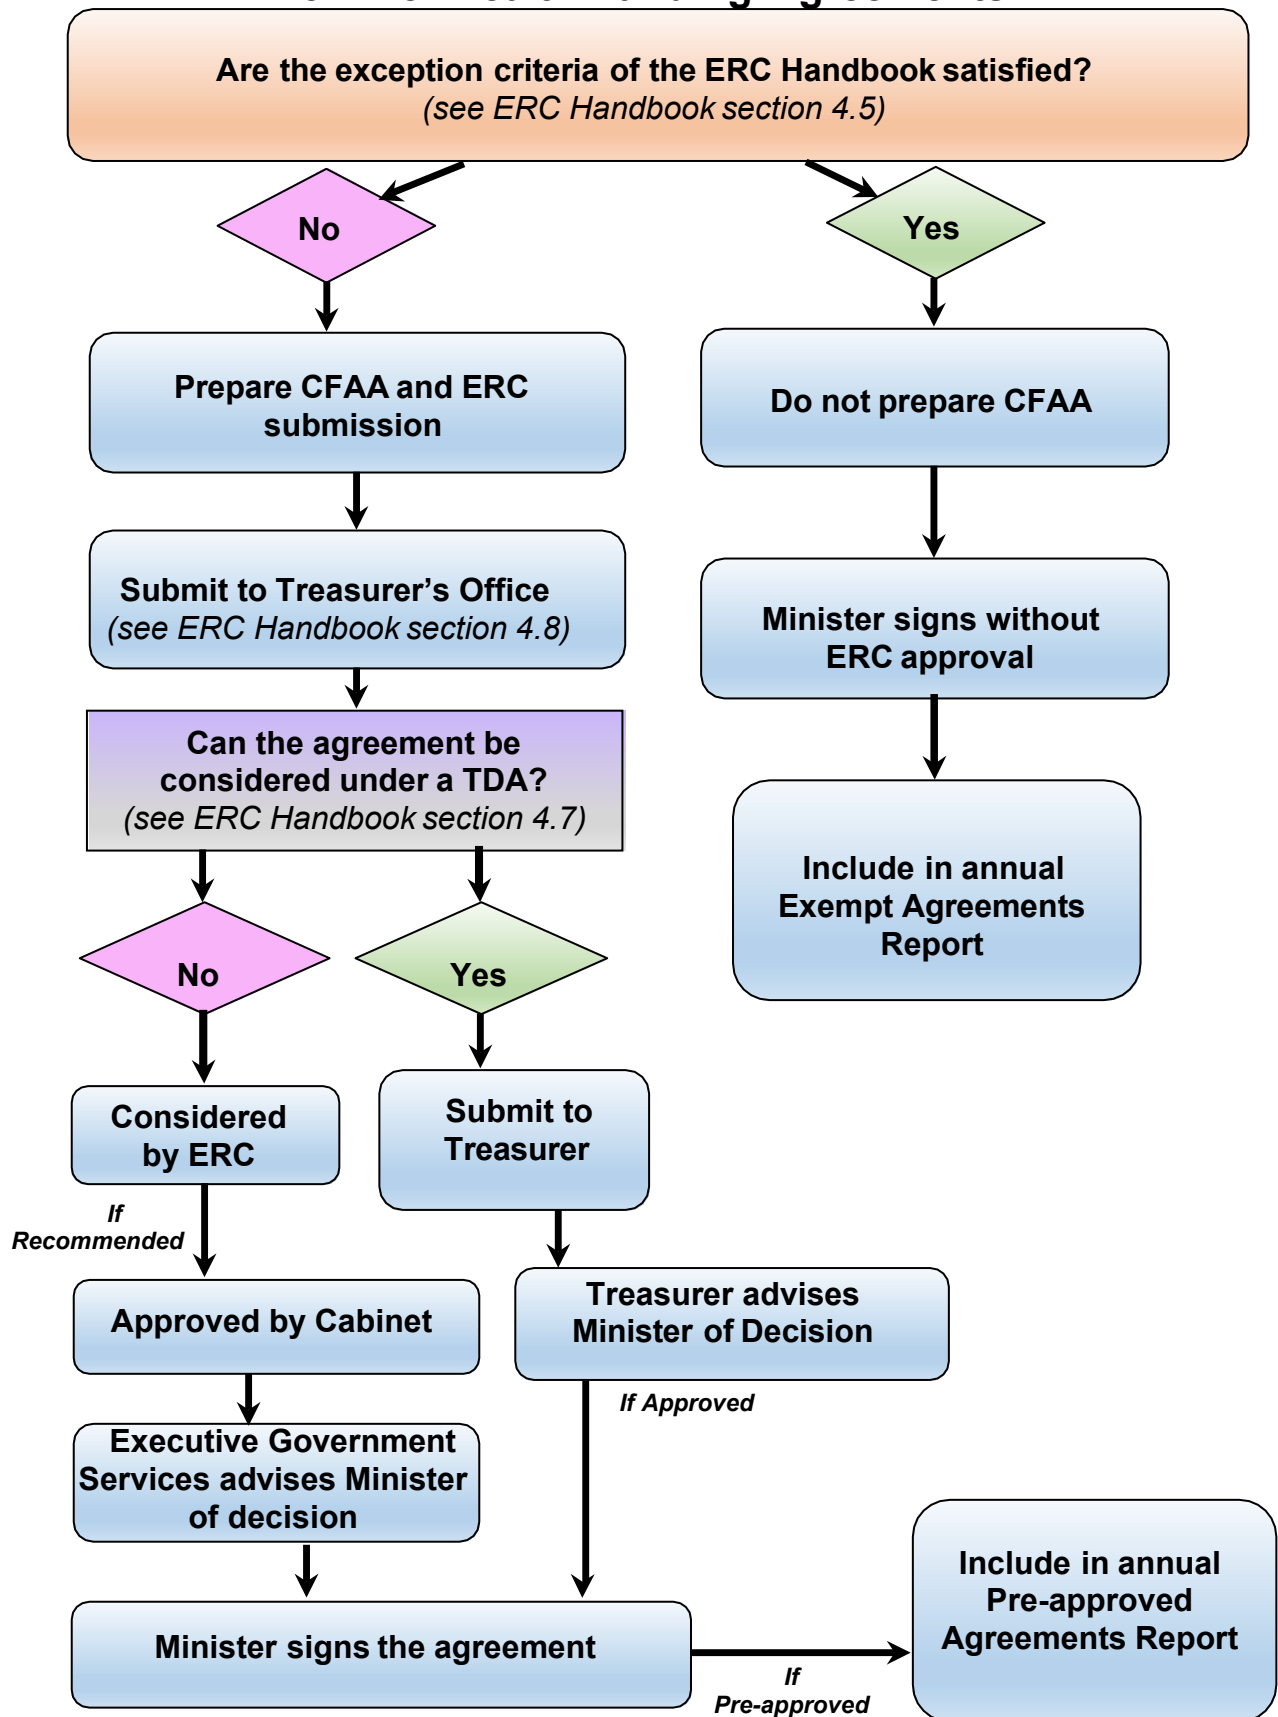 Are the exception criteria of the ERC Handbook satisfied?
(see ERC Handbook section 4.5)
No
Yes
Prepare CFAA and ERC
submission
Do not prepare CFAA
Submit to Treasurer’s Office
(see ERC Handbook section 4.8)
Minister signs without
ERC approval
Can the agreement be
considered under a TDA?
(see ERC Handbook section 4.7)
Include in annual
Exempt Agreements
Report
No
Yes
Considered
by ERC
Submit to
Treasurer
If
Recommended
Approved by Cabinet
Treasurer advises
Minister of Decision
If Approved
Executive Government
Services advises Minister
of decision
Include in annual
Pre-approved
Agreements Report
Minister signs the agreement
If
Pre-approved